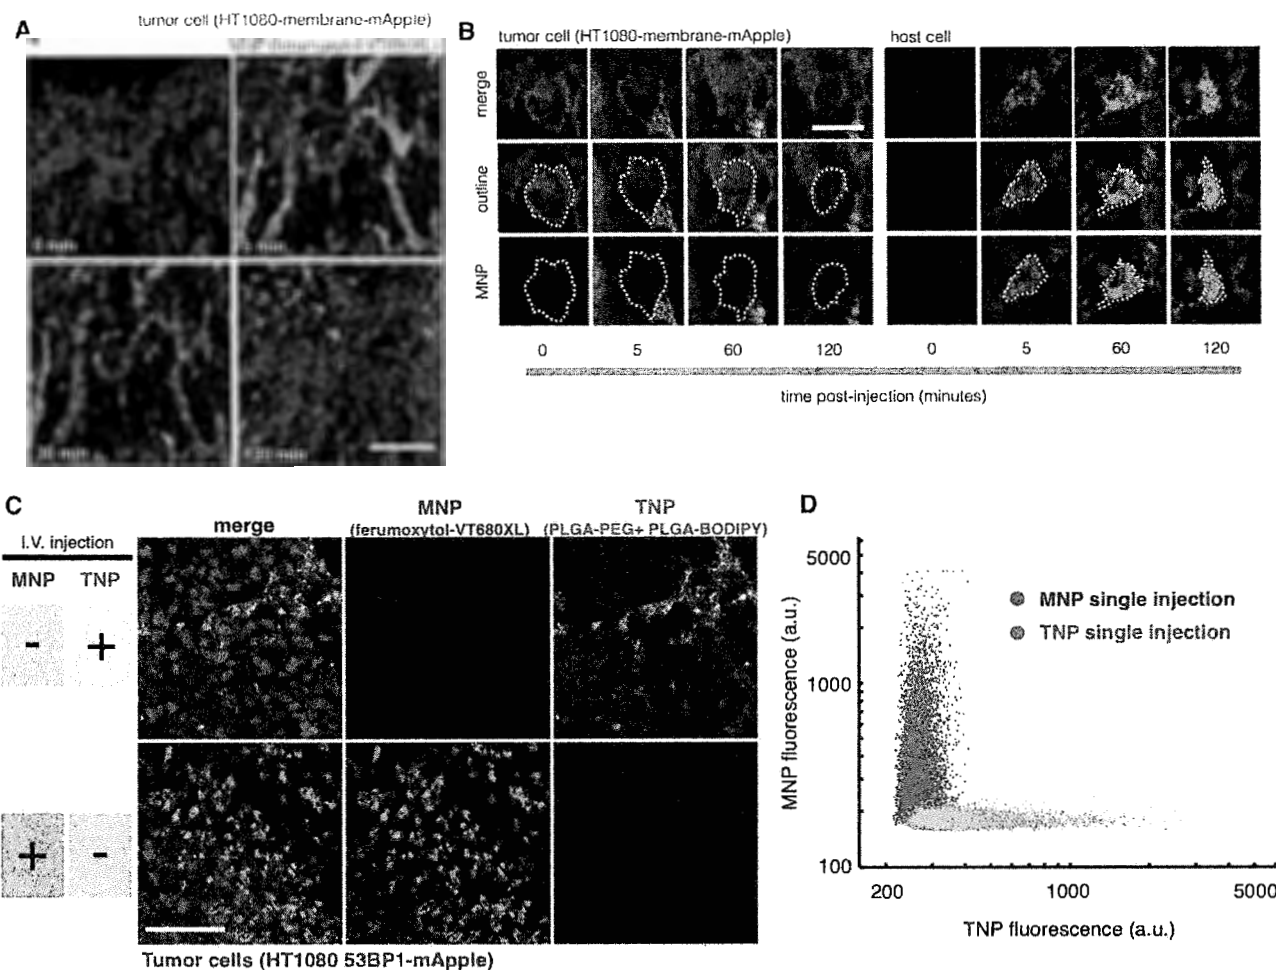 A
tumor cell (HT1080-membrane-mApple)
B
tumor cell (HT1080-membrane-mApple)
host cell
merge
outline
MNP
0 5 60 120 0 5 60 120
time post-injection (minutes)
C
I.V. injection
MNP TNP
- +
+ -
merge
MNP
(ferumoxytol-VT680XL)
TNP
(PLGA-PEG+ PLGA-BODIPY)
Tumor cells (HT1080 53BP1-mApple)
D
MNP fluorescence (a.u.)
5000
1000
100
MNP single injection
TNP single injection
200 1000 5000
TNP fluorescence (a.u.)